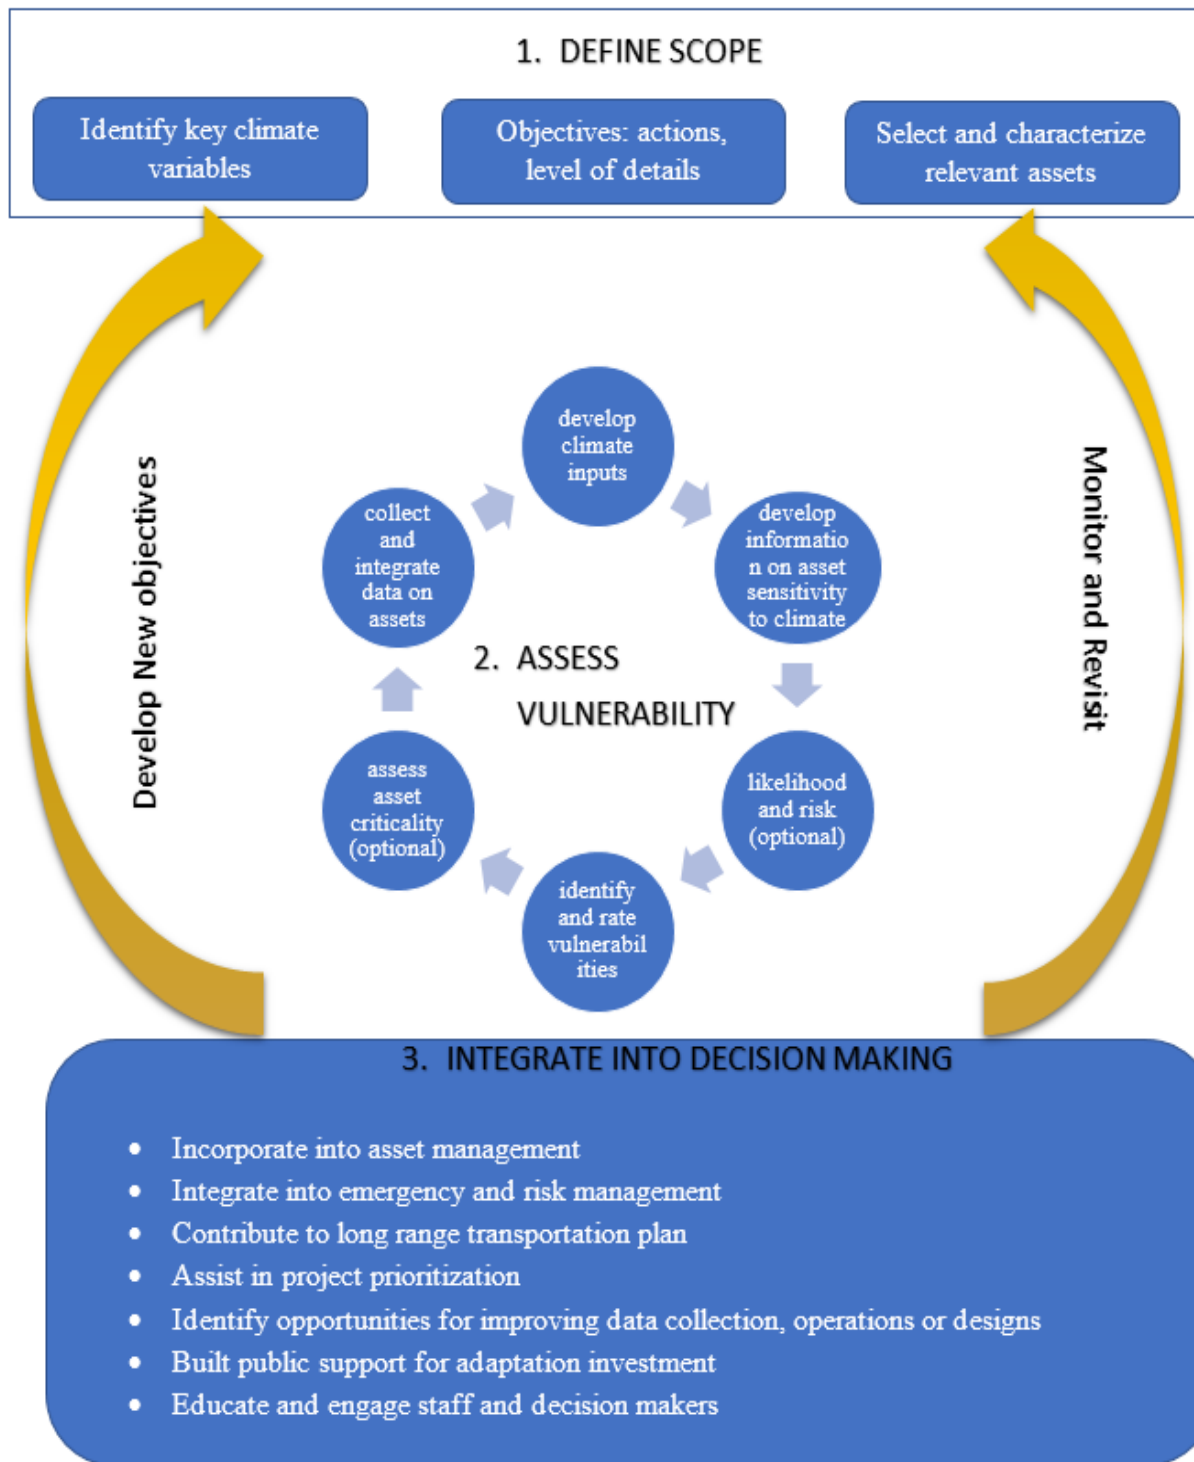 1. DEFINE SCOPE
Identify key climate
variables
Objectives: actions,
level of details
Select and characterize
relevant assets
Develop New objectives
Monitor and Revisit
develop
climate
inputs
develop
informatio
n on asset
sensitivity
to climate
likelihood
and risk
(optional)
identify
and rate
vulnerabil
ities
assess
asset
criticality
(optional)
collect
and
integrate
data on
assets
2. ASSESS
VULNERABILITY
3. INTEGRATE INTO DECISION MAKING
• Incorporate into asset management
• Integrate into emergency and risk management
• Contribute to long range transportation plan
• Assist in project prioritization
• Identify opportunities for improving data collection, operations or designs
• Built public support for adaptation investment
• Educate and engage staff and decision makers